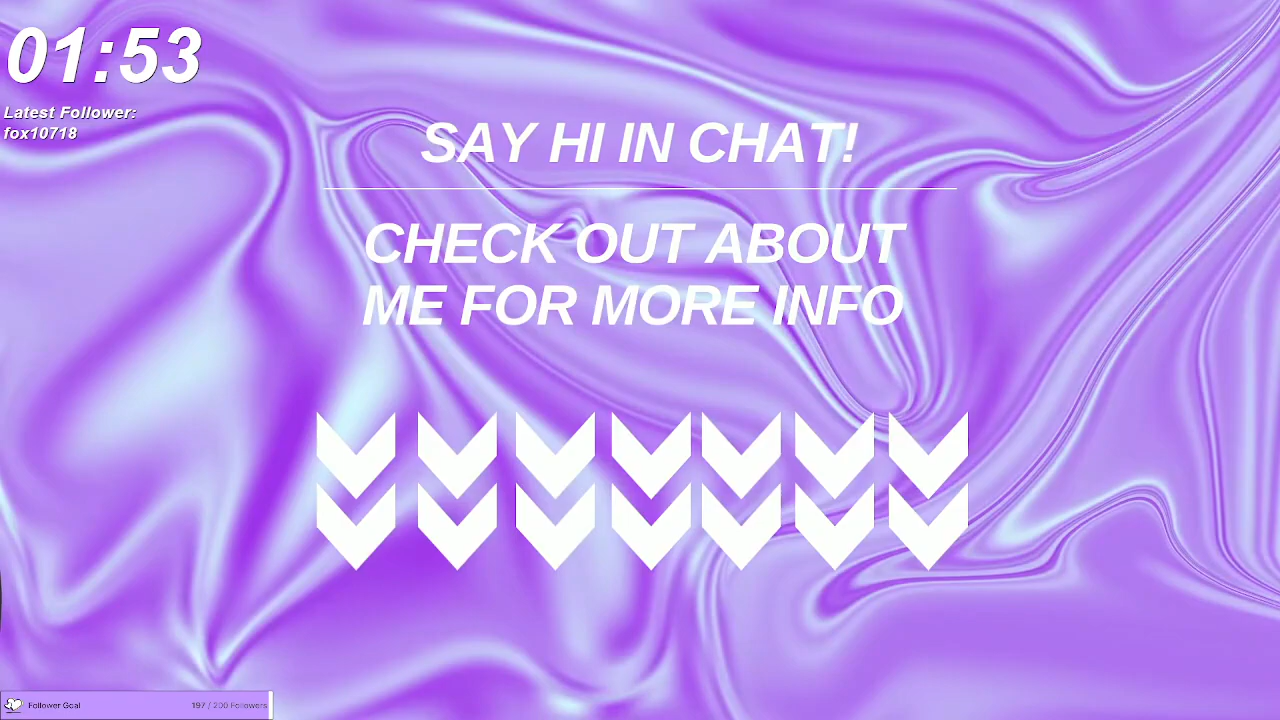 01:53
Latest Follower:
fox10718
SAY HI IN CHAT!
CHECK OUT ABOUT
ME FOR MORE INFO
Follower Goal 197 / 200 Followers